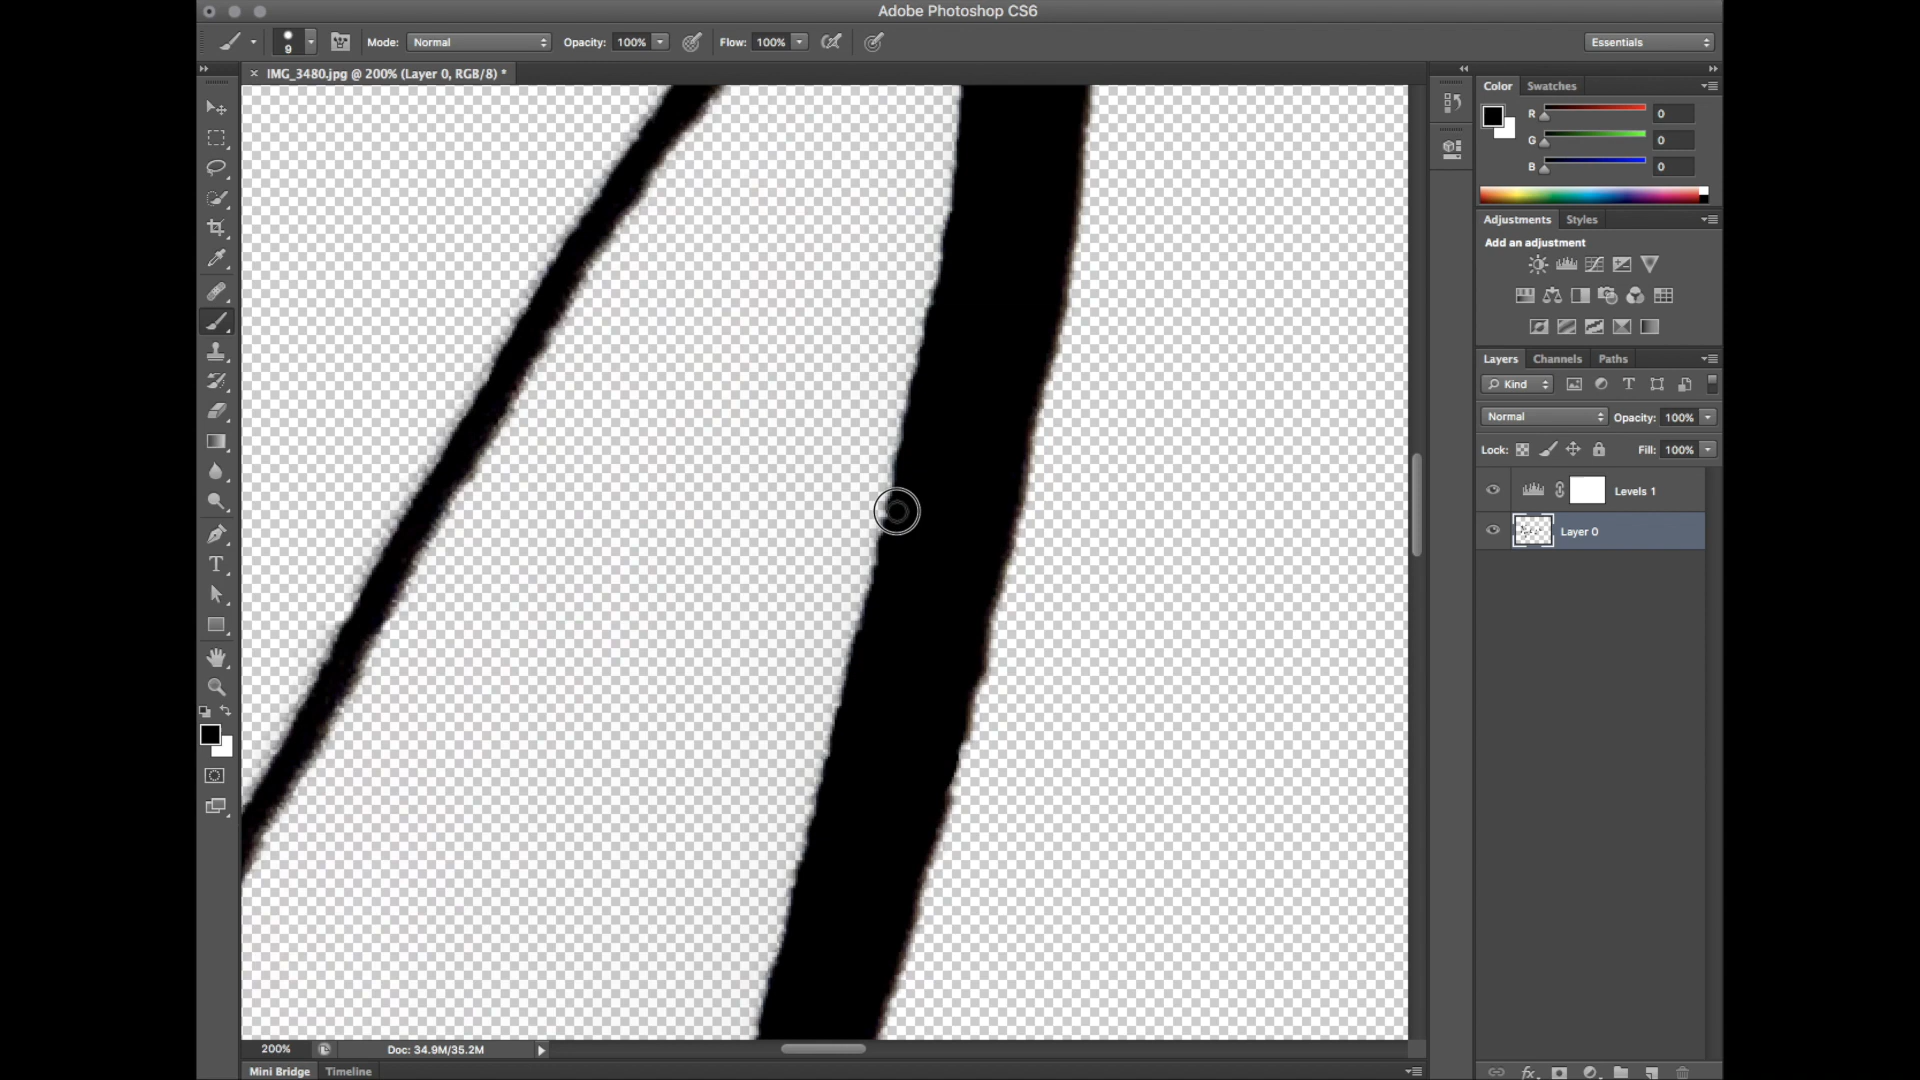 Adobe Photoshop CS6
9 Mode: Normal Opacity: 100% Flow: 100% Essentials
IMG_3480.jpg @ 200% (Layer 0, RGB/8) *
Color Swatches
R 0
G 0
B 0
Adjustments Styles
Add an adjustment
Layers Channels Paths
Kind
Normal Opacity: 100%
Lock: Fill: 100%
Levels 1
Layer 0
200% Doc: 34.9M/35.2M
Mini Bridge Timeline